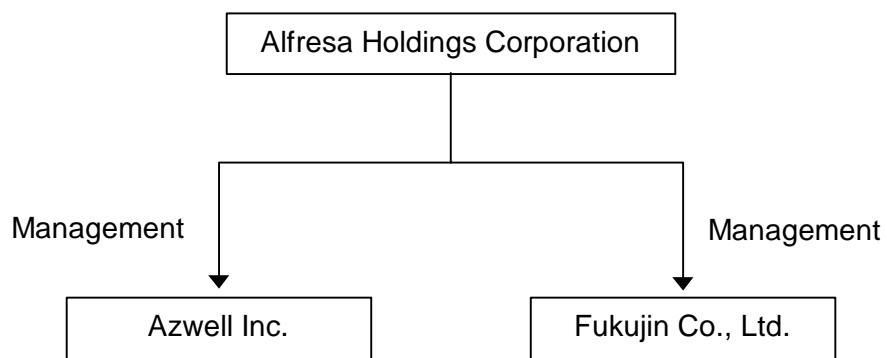 Alfresa Holdings Corporation
Management
Management
Azwell Inc.
Fukujin Co., Ltd.